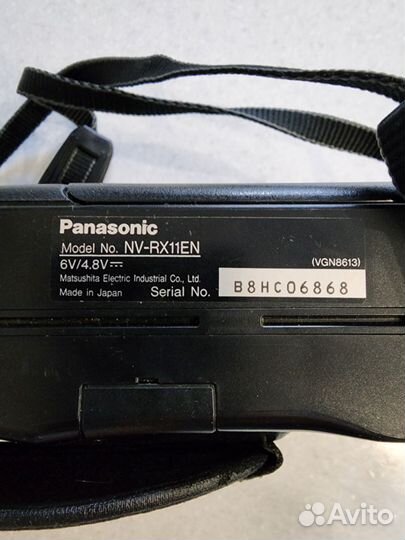 Panasonic
Model No. NV-RX11EN
6V/4.8V⎓ (VGN8613)
Matsushita Electric Industrial Co., Ltd.
Made in Japan Serial No. B8HC06868
Avito